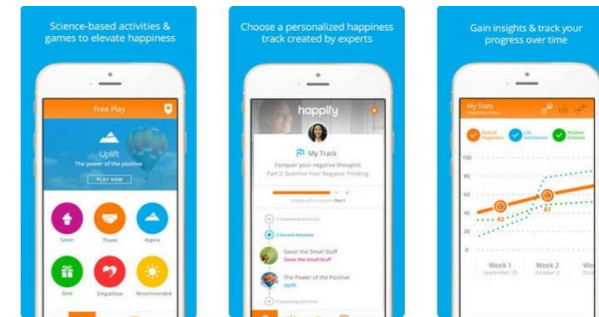 Science-based activities &
games to elevate happiness
Free Play
Uplift
The power of the positive
PLAY NOW
Savor
Thank
Aspire
Give
Empathize
Recommended
Choose a personalized happiness
track created by experts
happify
My Track
Conquer your negative thoughts
Part 2: Examine Your Negative Thinking
3 Current Activities
Savor the Small Stuff
Savor the Small Stuff
The Power of the Positive
Uplift
Gain insights & track your
progress over time
My Stats
Overall
Happiness
Life
Satisfaction
Positive
Emotions
100
80
60
40
20
0
42
61
Week 1
September 25
Week 2
October 2